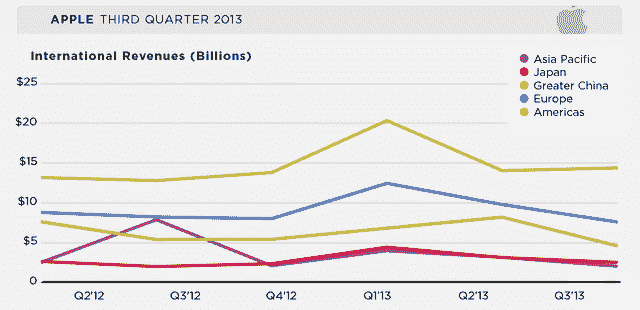 APPLE THIRD QUARTER 2013
International Revenues (Billions)
Asia Pacific
Japan
Greater China
Europe
Americas
$25
$20
$15
$10
$5
0
Q2'12 Q3'12 Q4'12 Q1'13 Q2'13 Q3'13